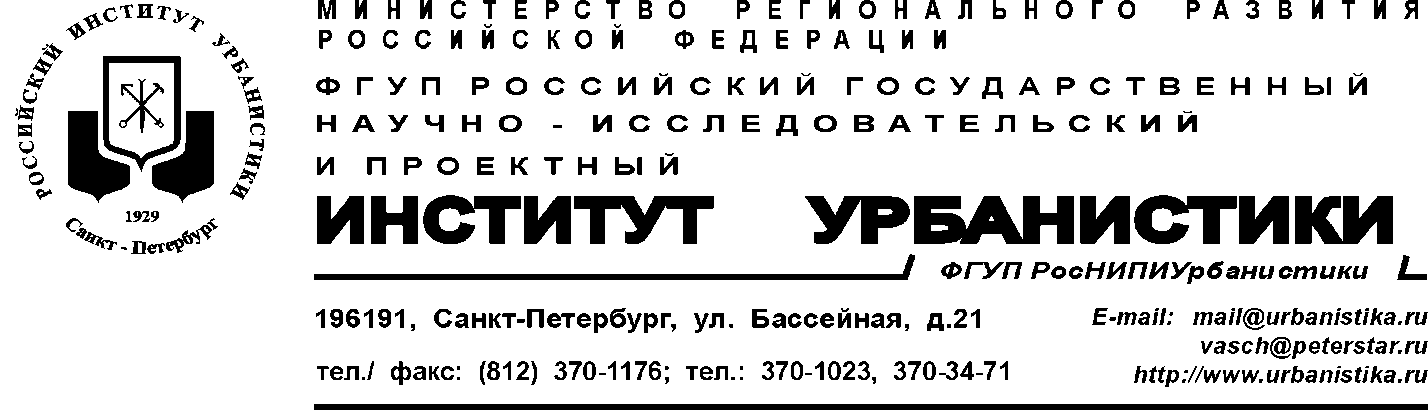 РОССИЙСКИЙ ИНСТИТУТ УРБАНИСТИКИ
1929
Санкт - Петербург
МИНИСТЕРСТВО РЕГИОНАЛЬНОГО РАЗВИТИЯ
РОССИЙСКОЙ ФЕДЕРАЦИИ
ФГУП РОССИЙСКИЙ ГОСУДАРСТВЕННЫЙ
НАУЧНО - ИССЛЕДОВАТЕЛЬСКИЙ
И ПРОЕКТНЫЙ
ИНСТИТУТ УРБАНИСТИКИ
ФГУП РосНИПИУрбанистики
196191, Санкт-Петербург, ул. Бассейная, д.21
E-mail: mail@urbanistika.ru
vasch@peterstar.ru
тел./ факс: (812) 370-1176; тел.: 370-1023, 370-34-71
http://www.urbanistika.ru